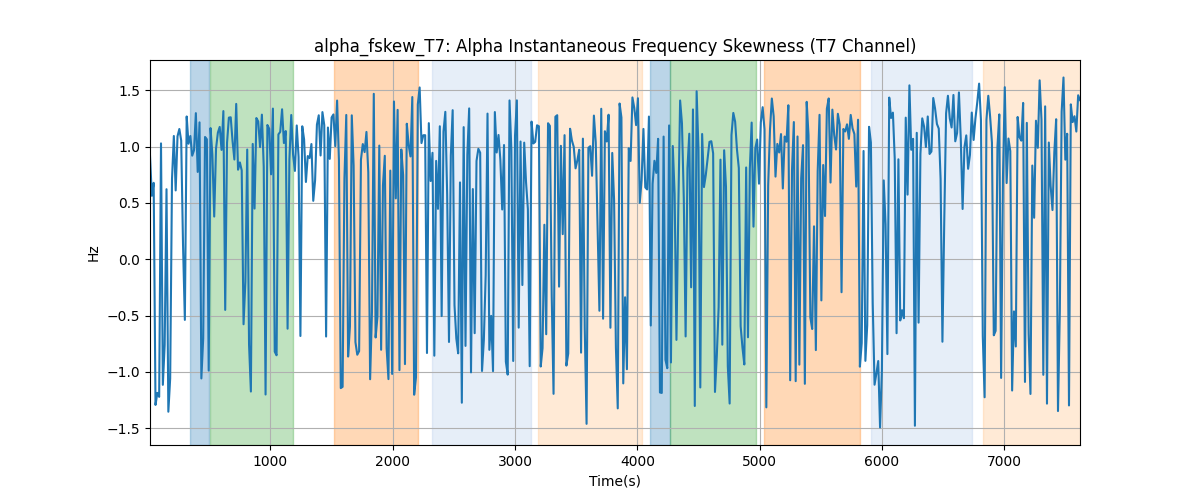 alpha_fskew_T7: Alpha Instantaneous Frequency Skewness (T7 Channel)
1.5
1.0
0.5
0.0
−0.5
−1.0
−1.5
Hz
1000 2000 3000 4000 5000 6000 7000
Time(s)